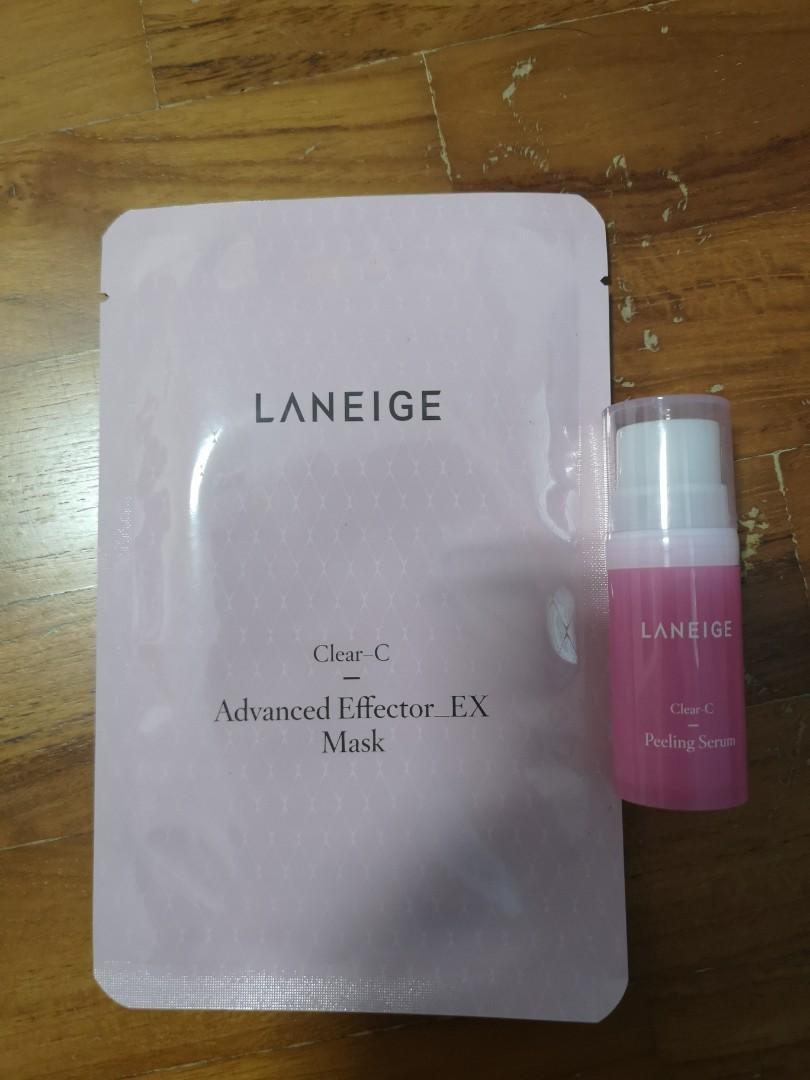 LANEIGE
Clear-C
Advanced Effector_EX
Mask
LANEIGE
Clear-C
Peeling Serum